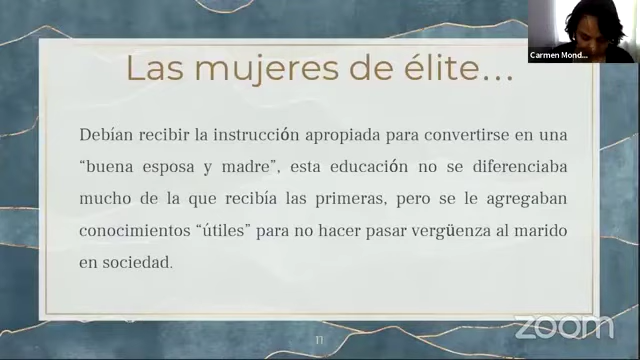 Carmen Mond...
Las mujeres de élite...
Debían recibir la instrucción apropiada para convertirse en una
“buena esposa y madre”, esta educación no se diferenciaba
mucho de la que recibía las primeras, pero se le agregaban
conocimientos “útiles” para no hacer pasar vergüenza al marido
en sociedad.
zoom
11